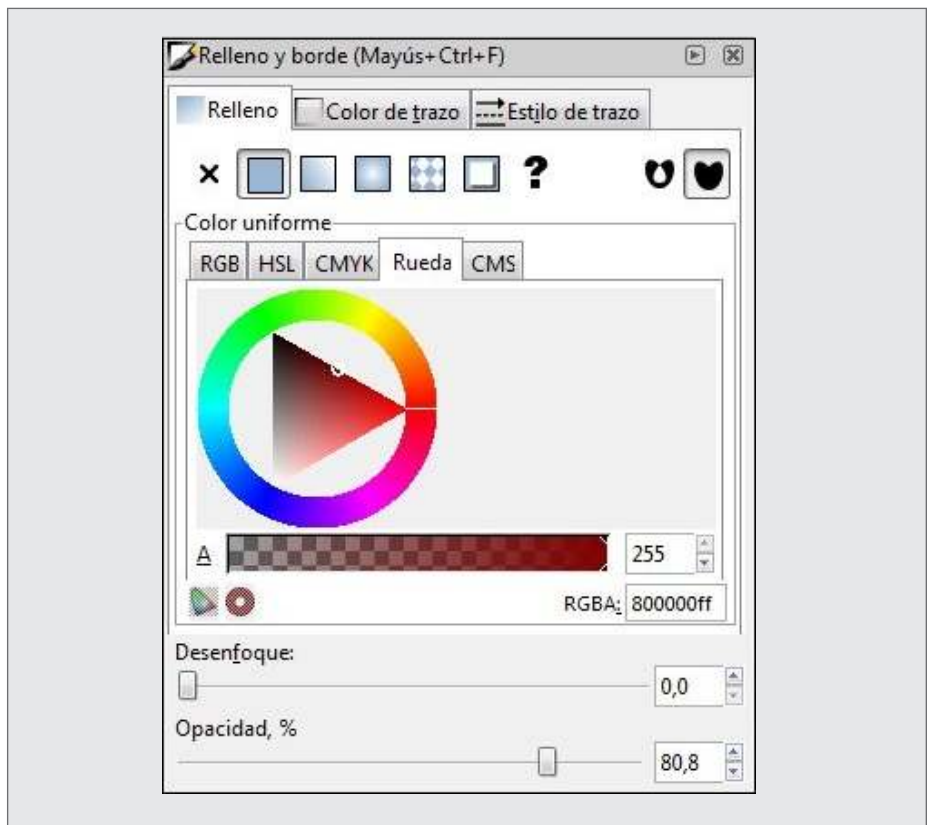 Relleno y borde (Mayús+Ctrl+F)
Relleno Color de trazo Estilo de trazo
?
Color uniforme
RGB HSL CMYK Rueda CMS
A 255
RGBA: 800000ff
Desenfoque:
0,0
Opacidad, %
80,8